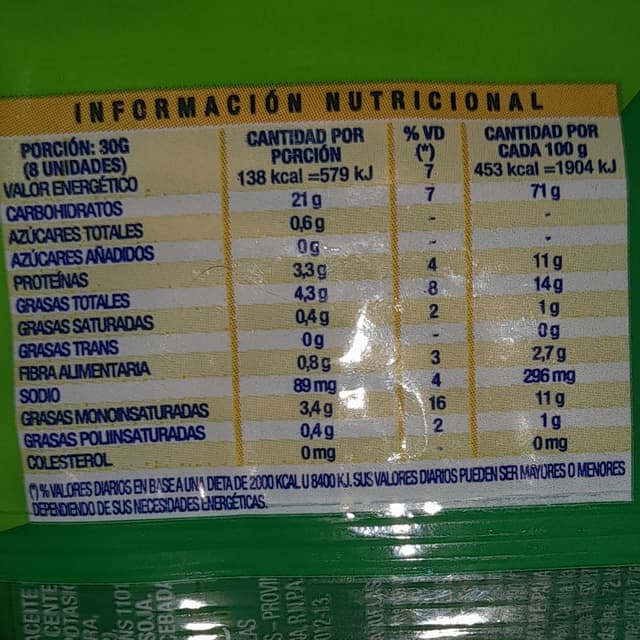 INFORMACIÓN NUTRICIONAL
PORCIÓN: 30G
(8 UNIDADES)
CANTIDAD POR
PORCIÓN
% VD
(*)
CANTIDAD POR
CADA 100 g
VALOR ENERGÉTICO 138 kcal =579 kJ 7 453 kcal =1904 kJ
CARBOHIDRATOS 21 g 7 71 g
AZÚCARES TOTALES 0,6 g - -
AZÚCARES AÑADIDOS 0 g - -
PROTEÍNAS 3,3 g 4 11 g
GRASAS TOTALES 4,3 g 8 14 g
GRASAS SATURADAS 0,4 g 2 1 g
GRASAS TRANS 0 g - 0 g
FIBRA ALIMENTARIA 0,8 g 3 2,7 g
SODIO 89 mg 4 296 mg
GRASAS MONOINSATURADAS 3,4 g 16 11 g
GRASAS POLIINSATURADAS 0,4 g 2 1 g
COLESTEROL 0 mg - 0 mg
(*) % VALORES DIARIOS EN BASE A UNA DIETA DE 2000 KCAL U 8400 KJ. SUS VALORES DIARIOS PUEDEN SER MAYORES O MENORES
DEPENDIENDO DE SUS NECESIDADES ENERGÉTICAS.